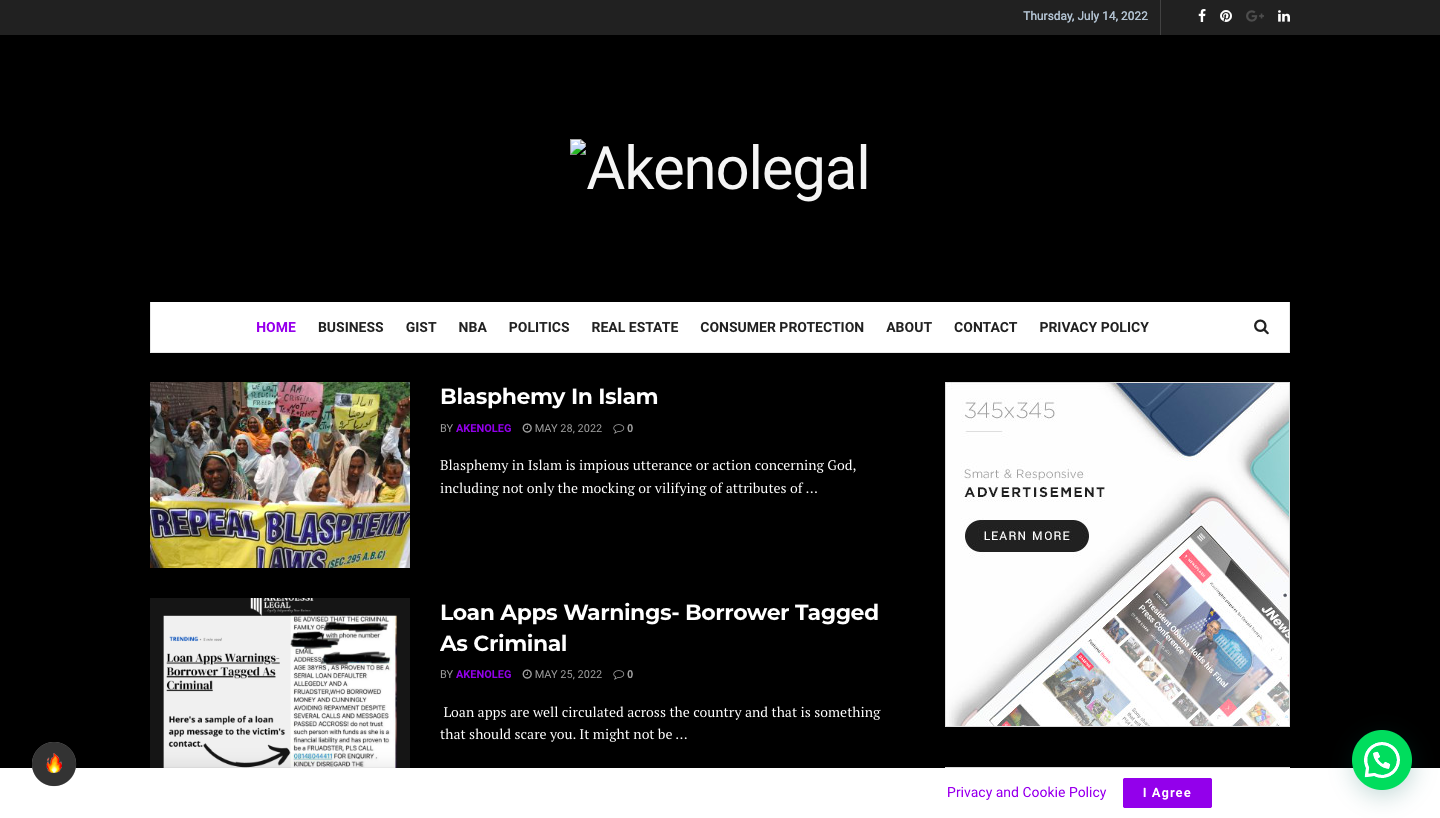 Thursday, July 14, 2022
Akenolegal
HOME BUSINESS GIST NBA POLITICS REAL ESTATE CONSUMER PROTECTION ABOUT CONTACT PRIVACY POLICY
I AM
NOT
REPEAL BLASPHEMY
LAWS (SEC.295 A.B.C)
Blasphemy In Islam
BY AKENOLEG MAY 28, 2022 0
Blasphemy in Islam is impious utterance or action concerning God,
including not only the mocking or vilifying of attributes of ...
345x345
Smart & Responsive
ADVERTISEMENT
LEARN MORE
President Obama Holds his Final
Press Conference
JNews
LEGAL
TRENDING - 5 min read
Loan Apps Warnings-
Borrower Tagged As
Criminal
Here's a sample of a loan
app message to the victim's
contact.
BE ADVISED THAT THE CRIMINAL
FAMILY OF
with phone number
EMAIL
ADDRESS
AGE 38YRS , AS PROVEN TO BE A
SERIAL LOAN DEFAULTER
ALLEGEDLY AND A
FRUADSTER,WHO BORROWED
MONEY AND CUNNINGLY
AVOIDING REPAYMENT DESPITE
SEVERAL CALLS AND MESSAGES
PASSED ACCROSS! do not trust
such person with funds as she is a
financial liability and has proven to
be a FRUADSTER, PLS CALL
08148044411 FOR ENQUIRY .
KINDLY DISREGARD THE
Loan Apps Warnings- Borrower Tagged
As Criminal
BY AKENOLEG MAY 25, 2022 0
Loan apps are well circulated across the country and that is something
that should scare you. It might not be ...
Privacy and Cookie Policy I Agree